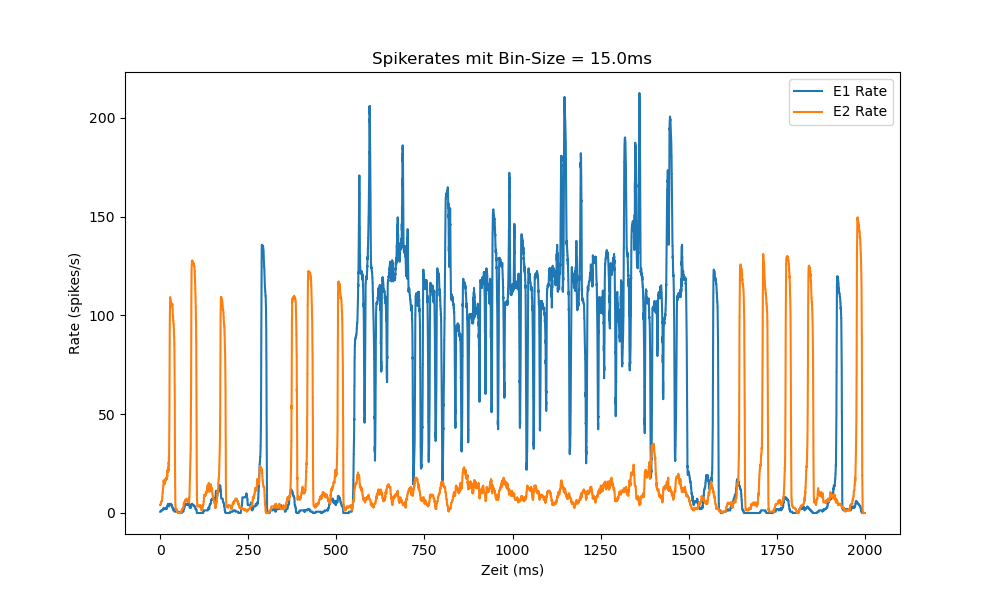 Spikerates mit Bin-Size = 15.0ms
E1 Rate
E2 Rate
Rate (spikes/s)
200
150
100
50
0
0 250 500 750 1000 1250 1500 1750 2000
Zeit (ms)